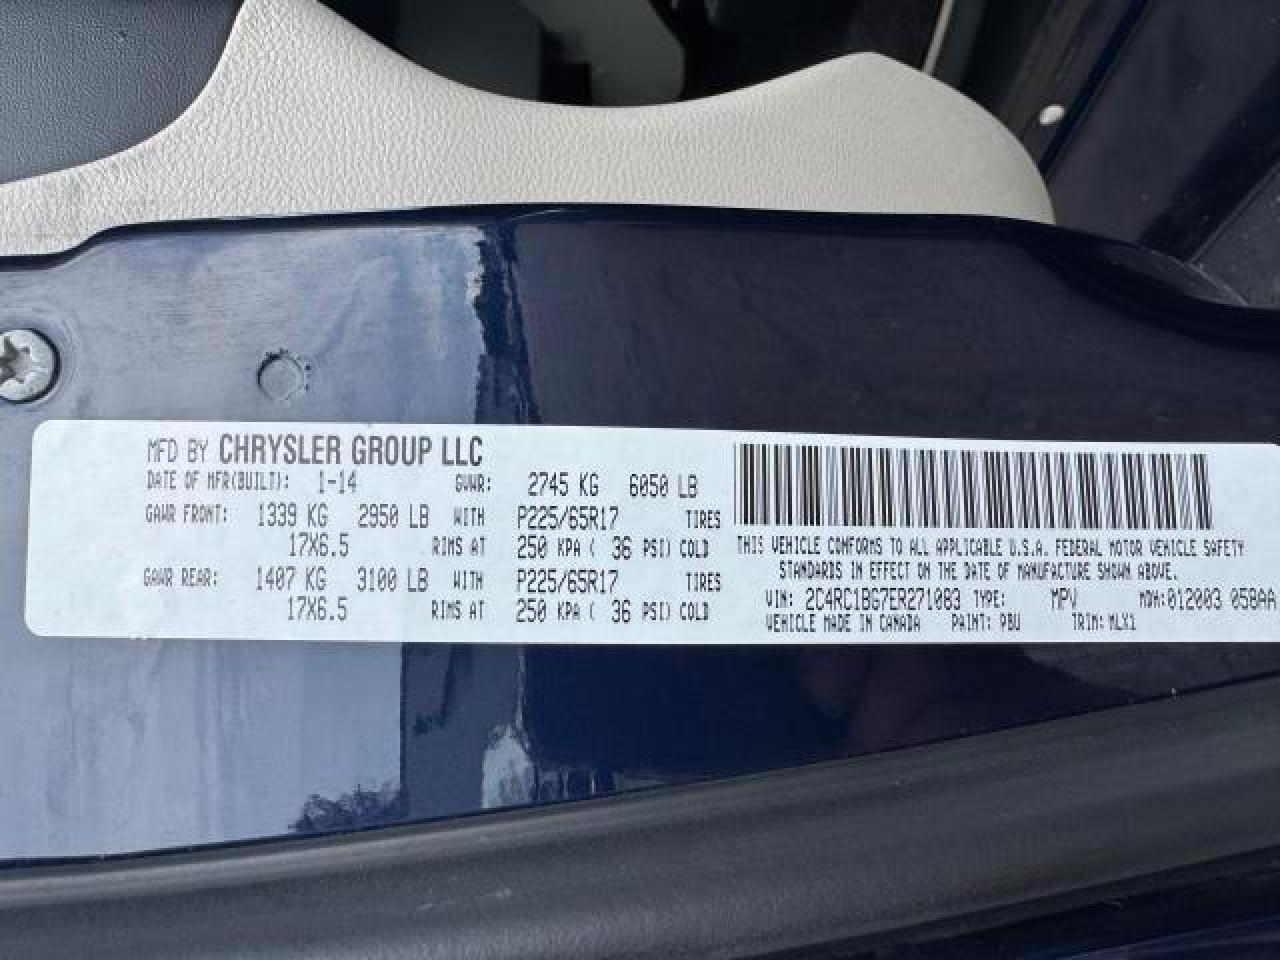 MFD BY CHRYSLER GROUP LLC
DATE OF MFR(BUILT): 1-14 GVWR: 2745 KG 6050 LB
GAWR FRONT: 1339 KG 2950 LB WITH P225/65R17 TIRES
17X6.5 RIMS AT 250 KPA ( 36 PSI) COLD
GAWR REAR: 1407 KG 3100 LB WITH P225/65R17 TIRES
17X6.5 RIMS AT 250 KPA ( 36 PSI) COLD
THIS VEHICLE CONFORMS TO ALL APPLICABLE U.S.A. FEDERAL MOTOR VEHICLE SAFETY
STANDARDS IN EFFECT ON THE DATE OF MANUFACTURE SHOWN ABOVE.
VIN: 2C4RC1BG7ER271083 TYPE: MPV MDH:012003 058AA
VEHICLE MADE IN CANADA PAINT: PBU TRIM: MLX1